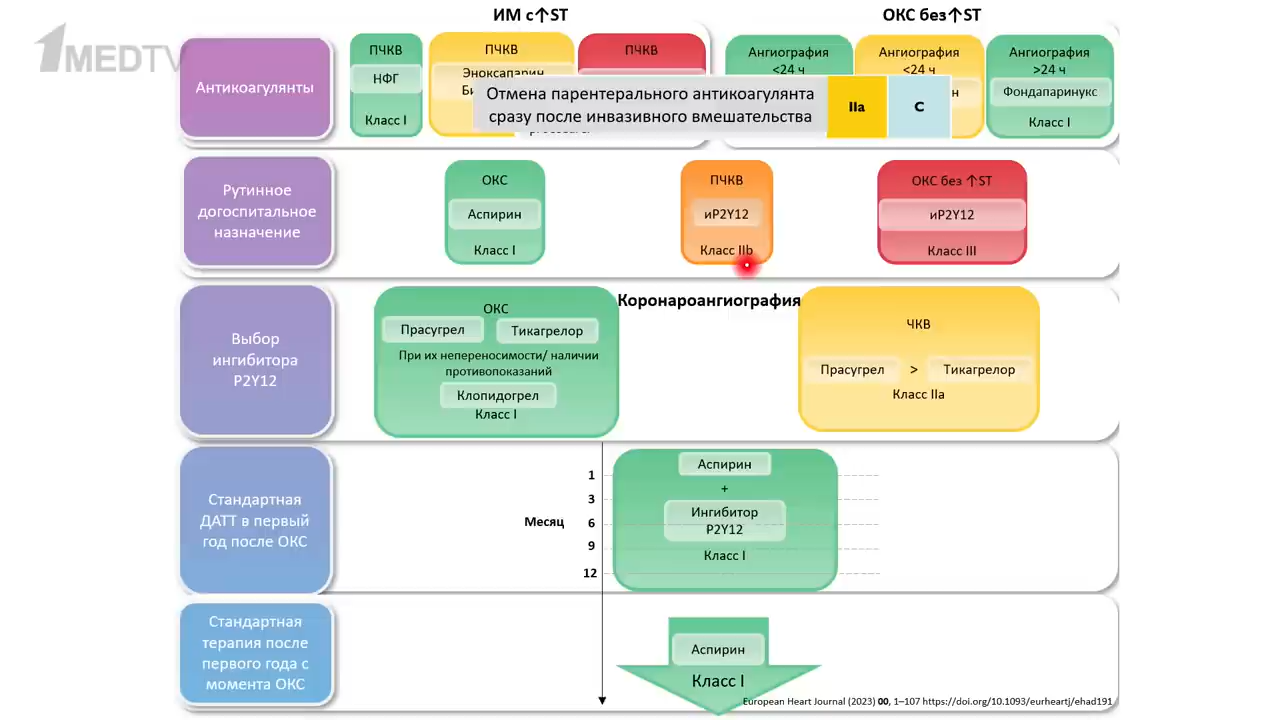 1MEDTV
ИМ с↑ST
ОКС без↑ST
Антикоагулянты
ПЧКВ
НФГ
Класс I
ПЧКВ
Эноксапарин
ПЧКВ
Ангиография
<24 ч
Ангиография
<24 ч
Ангиография
>24 ч
Фондапаринукс
Класс I
Отмена парентерального антикоагулянта
сразу после инвазивного вмешательства
IIa
C
Рутинное
догоспитальное
назначение
ОКС
Аспирин
Класс I
ПЧКВ
иP2Y12
Класс IIb
ОКС без ↑ST
иP2Y12
Класс III
Коронароангиография
Выбор
ингибитора
P2Y12
ОКС
Прасугрел
Тикагрелор
При их непереносимости/ наличии
противопоказаний
Клопидогрел
Класс I
ЧКВ
Прасугрел > Тикагрелор
Класс IIa
Стандартная
ДАТТ в первый
год после ОКС
Месяц
1
3
6
9
12
Аспирин
+
Ингибитор
P2Y12
Класс I
Стандартная
терапия после
первого года с
момента ОКС
Аспирин
Класс I
European Heart Journal (2023) 00, 1–107 https://doi.org/10.1093/eurheartj/ehad191